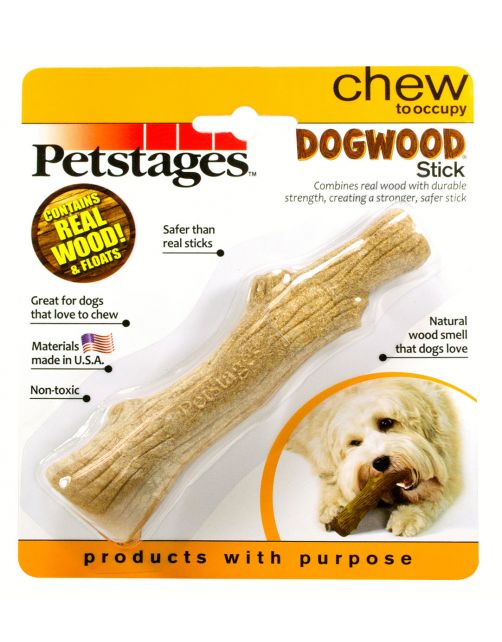 chew
to occupy
Petstages™
DOGWOOD®
Stick
Combines real wood with durable
strength, creating a stronger, safer stick
CONTAINS
REAL
WOOD!
& FLOATS
Safer than
real sticks
Great for dogs
that love to chew
Materials
made in U.S.A.
Non-toxic
Natural
wood smell
that dogs love
Petstages
products with purpose